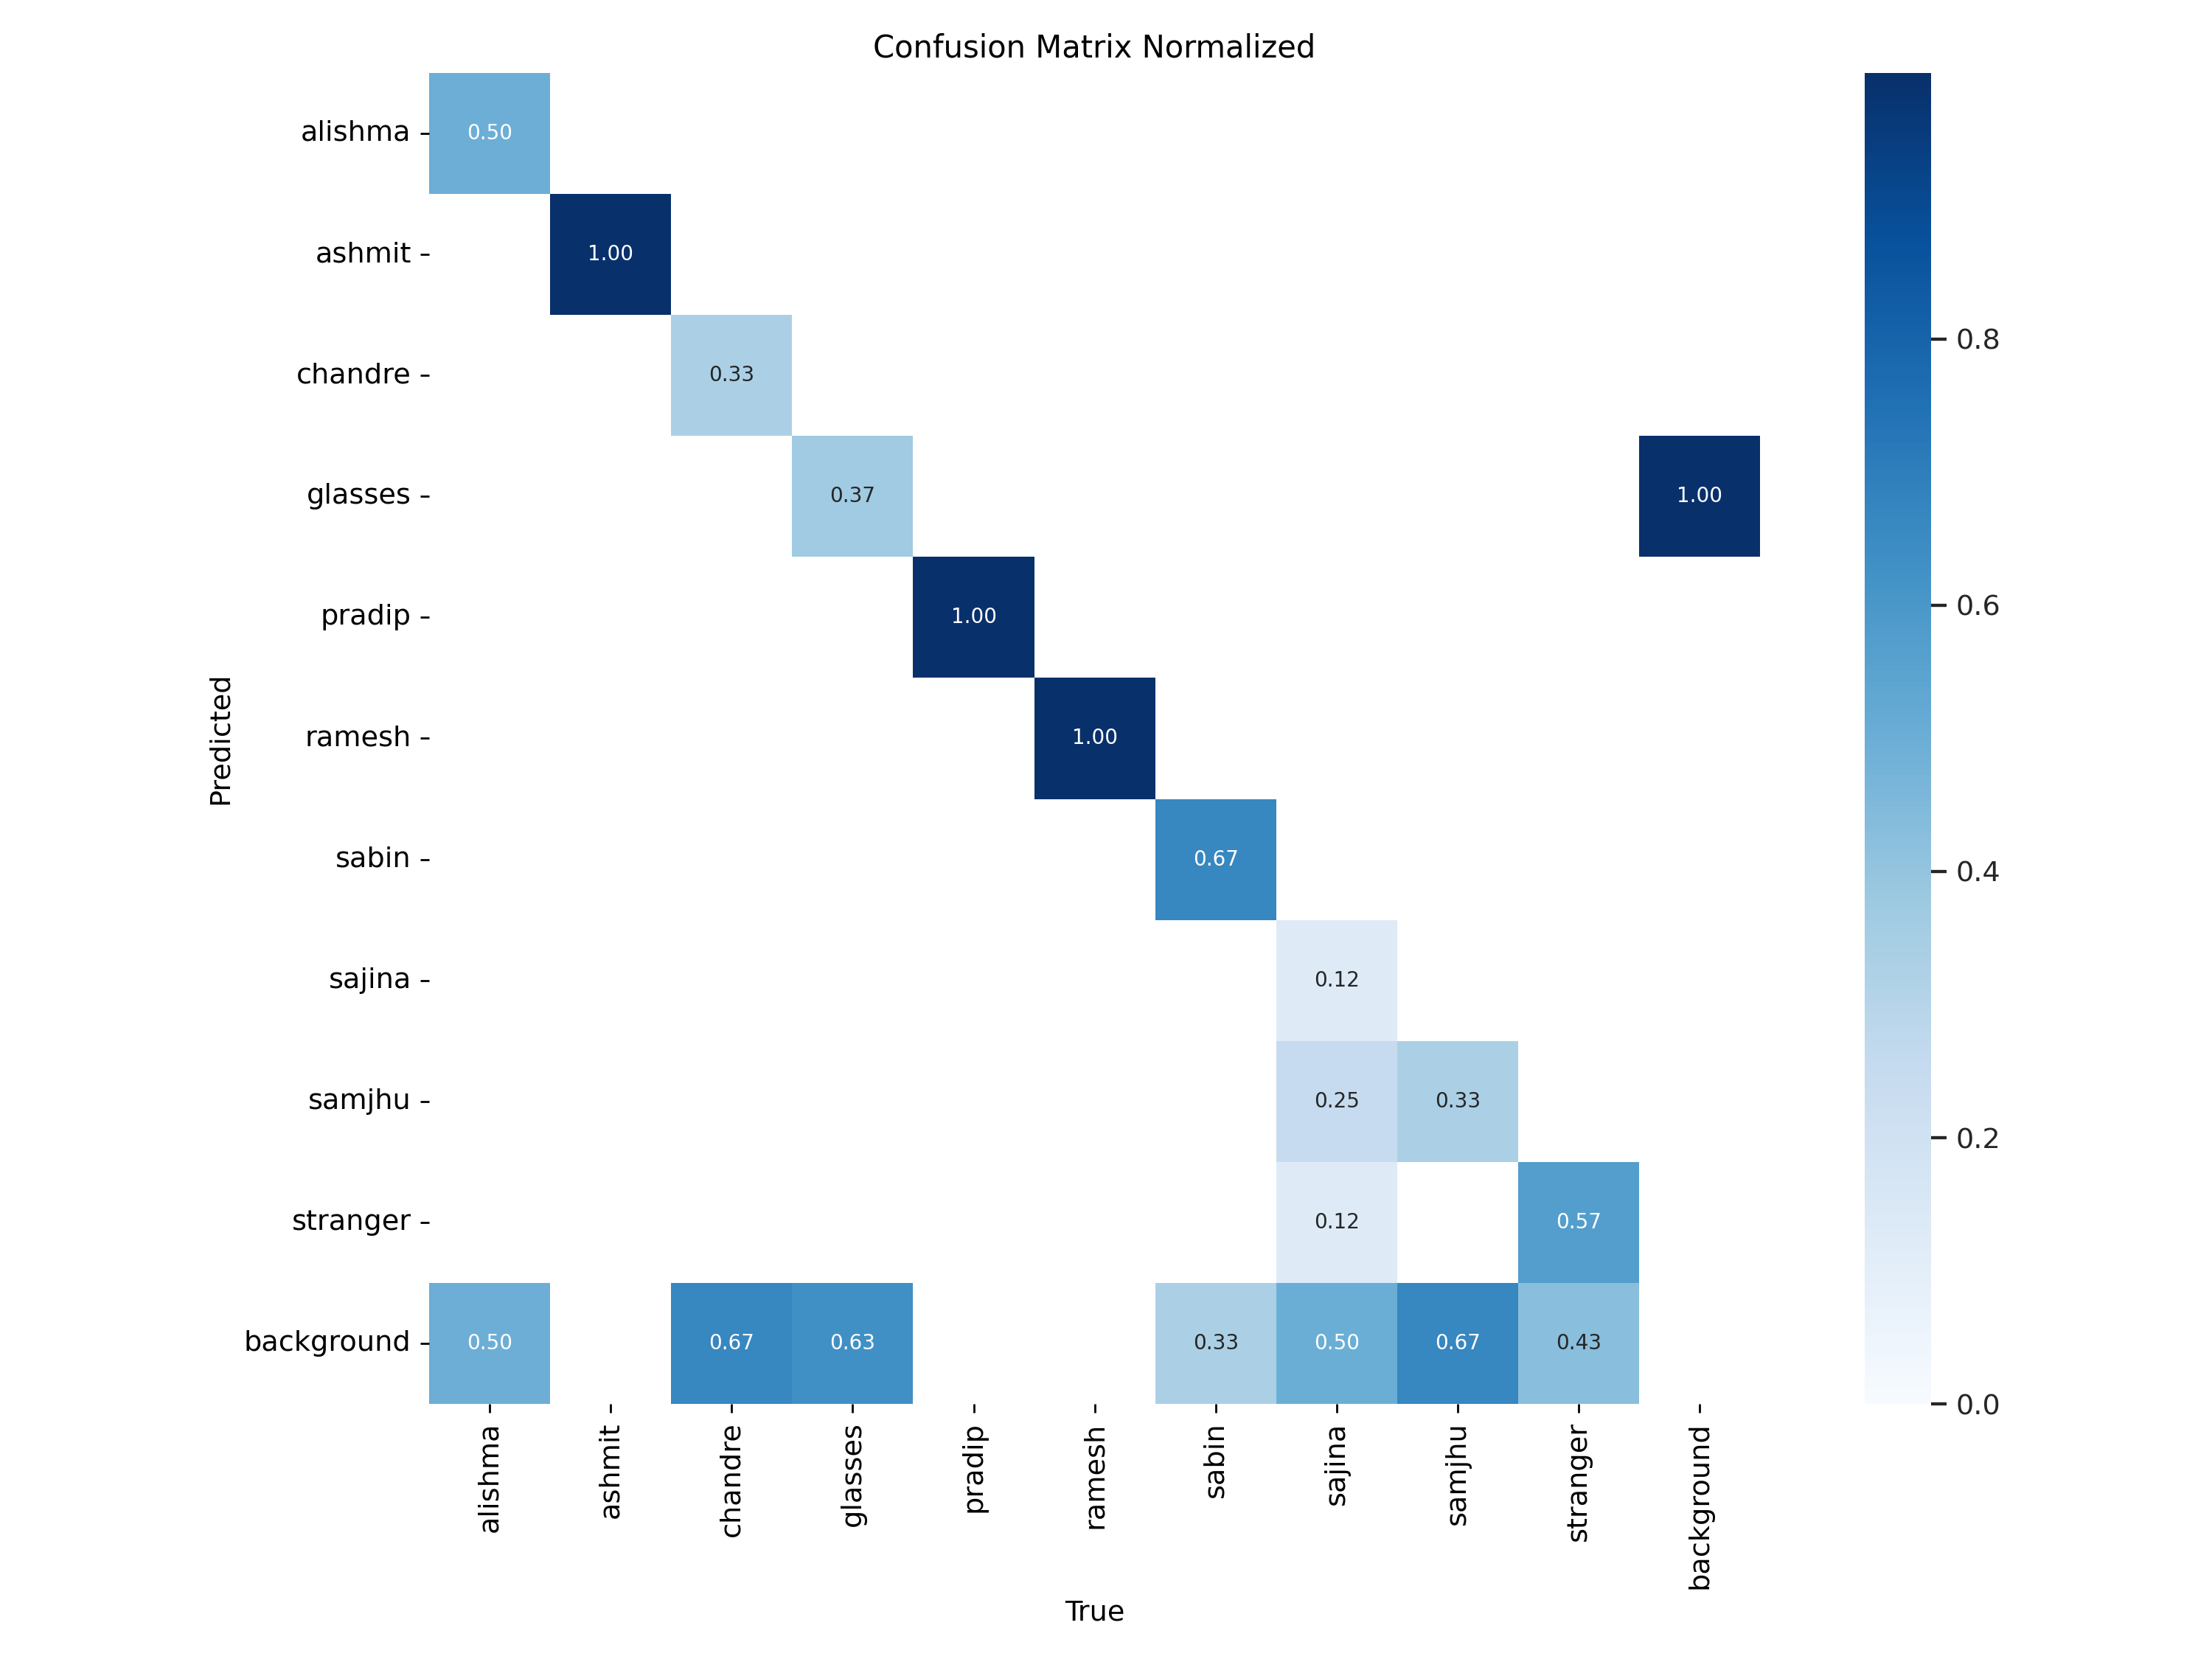 Confusion Matrix Normalized
alishma
0.50
ashmit
1.00
chandre
0.33
glasses
0.37
1.00
pradip
1.00
ramesh
1.00
sabin
0.67
sajina
0.12
samjhu
0.25
0.33
stranger
0.12
0.57
background
0.50
0.67
0.63
0.33
0.50
0.67
0.43
Predicted
alishma
ashmit
chandre
glasses
pradip
ramesh
sabin
sajina
samjhu
stranger
background
True
0.8
0.6
0.4
0.2
0.0